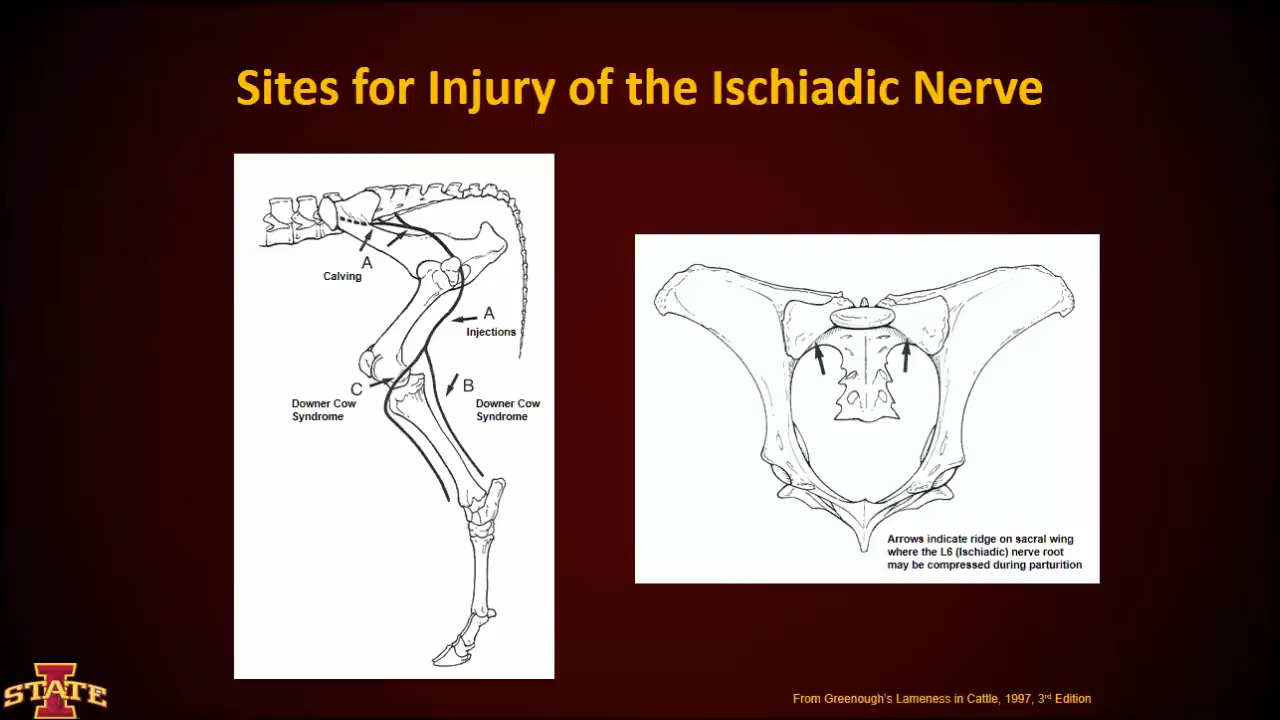 Sites for Injury of the Ischiadic Nerve
A
Calving
A
Injections
C
Downer Cow
Syndrome
B
Downer Cow
Syndrome
Arrows indicate ridge on sacral wing
where the L6 (Ischiadic) nerve root
may be compressed during parturition
I
STATE
From Greenough's Lameness in Cattle, 1997, 3rd Edition